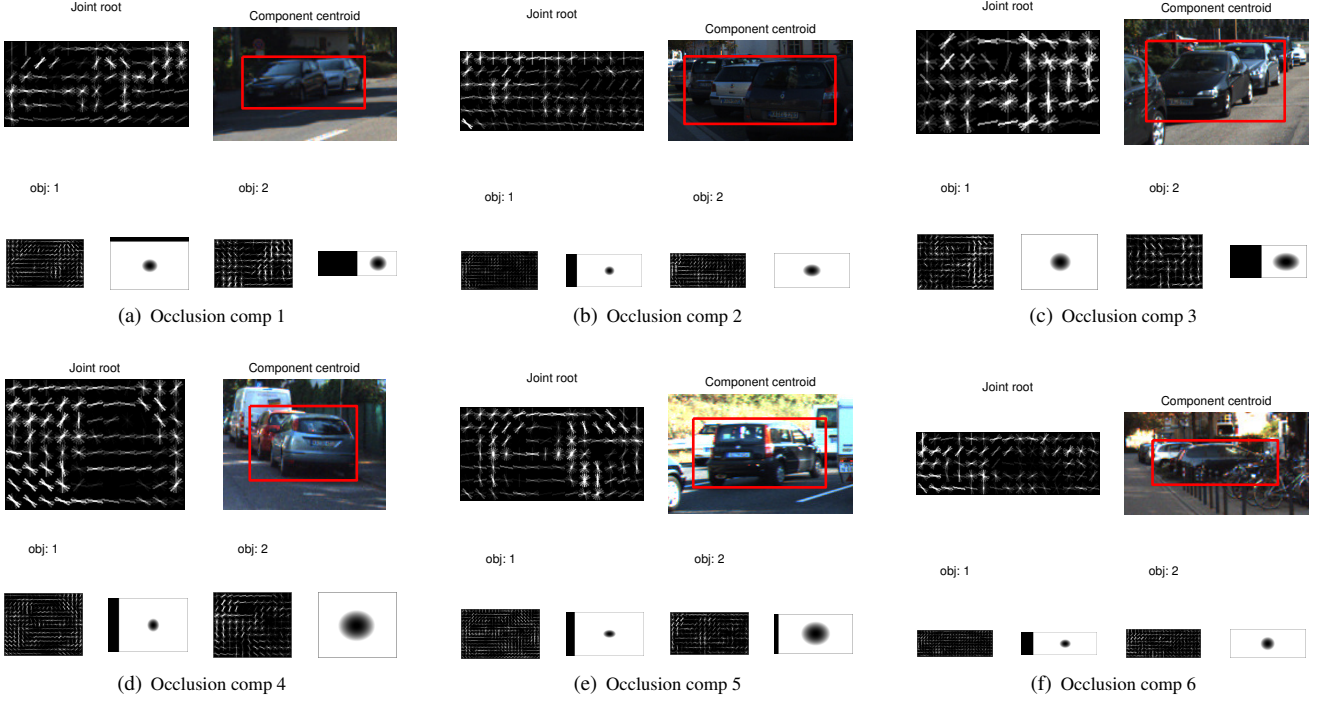 Joint root
Component centroid
obj: 1
obj: 2
(a) Occlusion comp 1
Joint root
Component centroid
obj: 1
obj: 2
(b) Occlusion comp 2
Joint root
Component centroid
obj: 1
obj: 2
(c) Occlusion comp 3
Joint root
Component centroid
obj: 1
obj: 2
(d) Occlusion comp 4
Joint root
Component centroid
obj: 1
obj: 2
(e) Occlusion comp 5
Joint root
Component centroid
obj: 1
obj: 2
(f) Occlusion comp 6